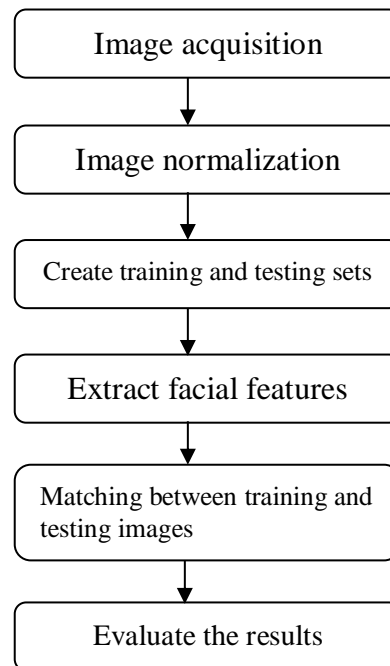 Image acquisition
Image normalization
Create training and testing sets
Extract facial features
Matching between training and
testing images
Evaluate the results